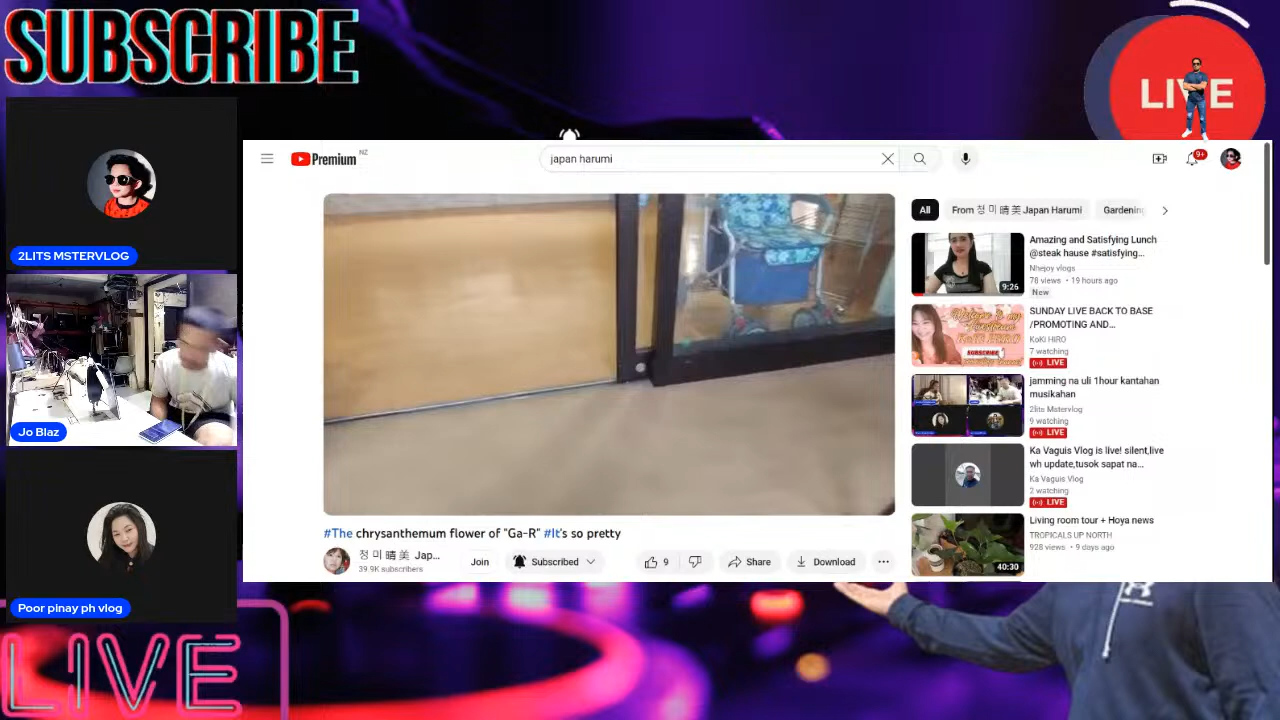 SUBSCRIBE
LIVE
2LITS MSTERVLOG
Jo Blaz
Poor pinay ph vlog
LIVE
Premium NZ
japan harumi
9+
All
From 청 미 晴 美 Japan Harumi
Gardening
#The chrysanthemum flower of "Ga-R" #It's so pretty
청 미 晴 美 Jap...
39.9K subscribers
Join
Subscribed
9
Share
Download
Amazing and Satisfying Lunch
@steak hause #satisfying...
Nhejoy vlogs
78 views • 19 hours ago
New
9:26
SUNDAY LIVE BACK TO BASE
/PROMOTING AND...
KoKi HIRO
7 watching
LIVE
SUBSCRIBE
jamming na uli 1hour kantahan
musikahan
2lits Mstervlog
9 watching
LIVE
Ka Vaguis Vlog is live! silent,live
wh update,tusok sapat na...
Ka Vaguis Vlog
2 watching
LIVE
Living room tour + Hoya news
TROPICALS UP NORTH
928 views • 9 days ago
40:30